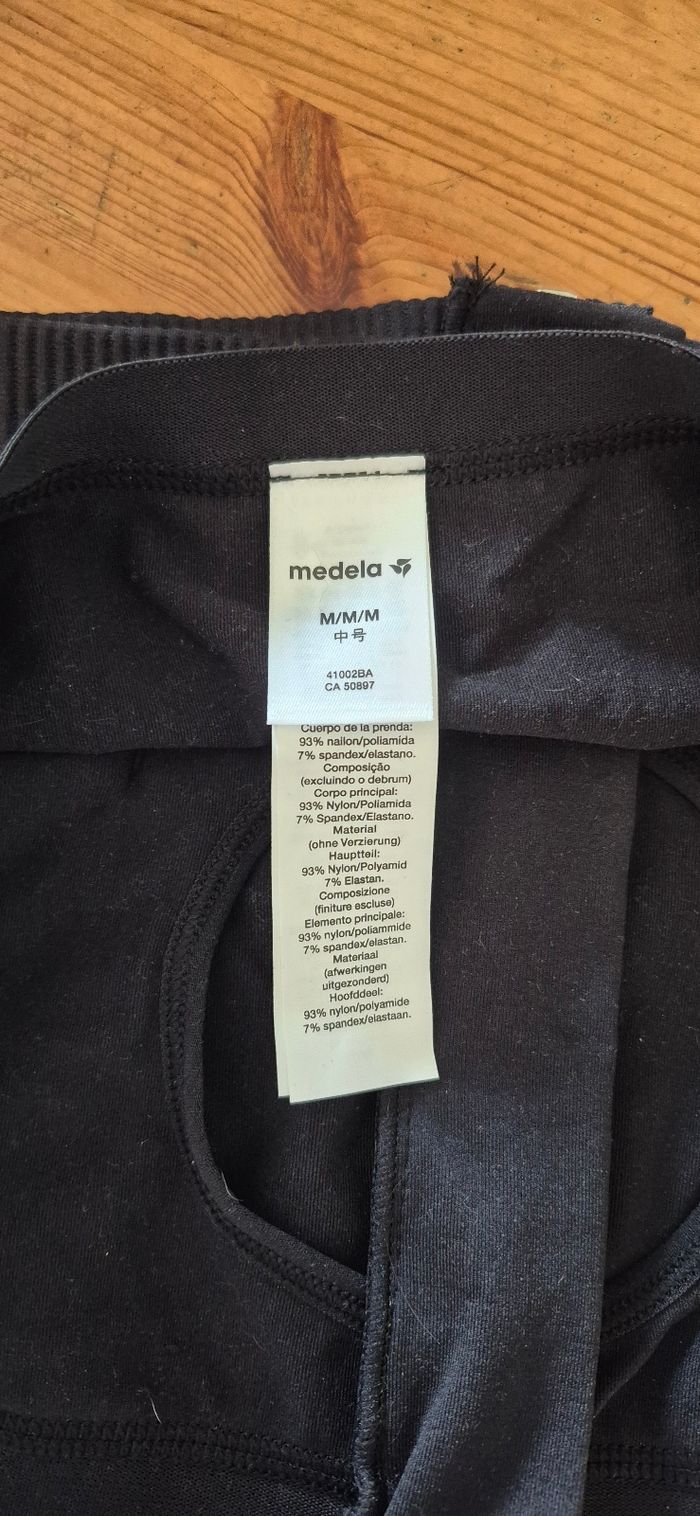 medela
M/M/M
中号
41002BA
CA 50897
Cuerpo de la prenda:
93% nailon/poliamida
7% spandex/elastano.
Composição
(excluindo o debrum)
Corpo principal:
93% Nylon/Poliamida
7% Spandex/Elastano.
Material
(ohne Verzierung)
Hauptteil:
93% Nylon/Polyamid
7% Elastan.
Composizione
(finiture escluse)
Elemento principale:
93% nylon/poliammide
7% spandex/elastan.
Materiaal
(afwerkingen
uitgezonderd)
Hoofddeel:
93% nylon/polyamide
7% spandex/elastaan.